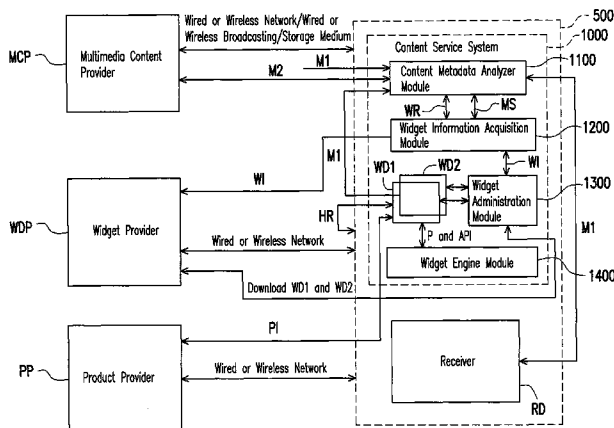 500
Wired or Wireless Network/Wired or
Wireless Broadcasting/Storage Medium
1000
MCP
Multimedia Content
Provider
Content Service System
M1
M2
1100
Content Metadata Analyzer
Module
WR
MS
1200
Widget Information Acquisition
Module
M1
WI
WI
WD2
WD1
Widget
Administration
Module
1300
HR
M1
WDP
Widget Provider
Wired or Wireless Network
P and API
Widget Engine Module
1400
Download WD1 and WD2
PI
PP
Product Provider
Wired or Wireless Network
Receiver
RD